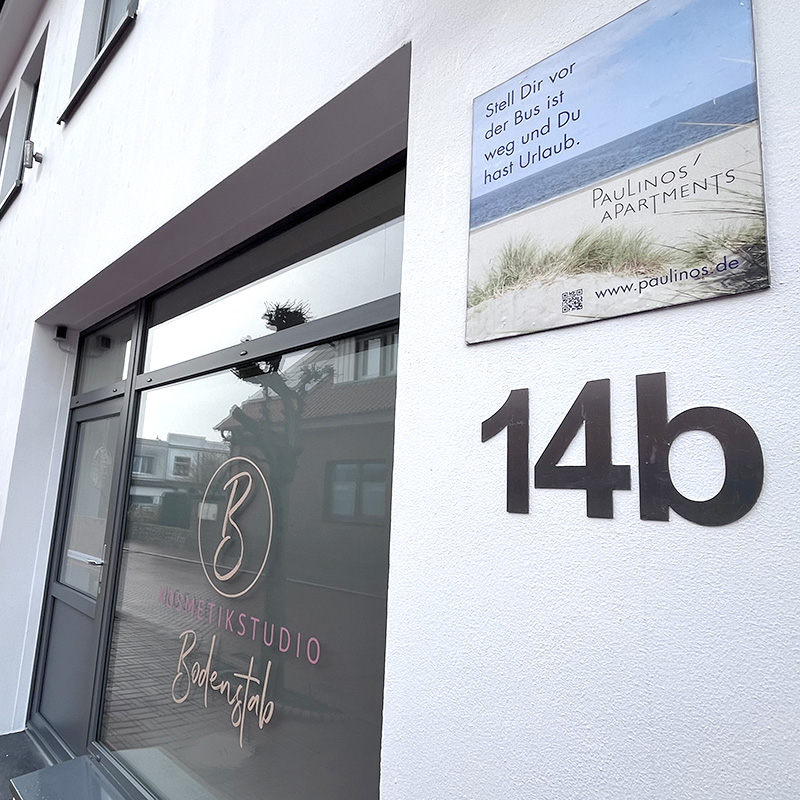 Stell Dir vor
der Bus ist
weg und Du
hast Urlaub.
PAULINOS'
APARTMENTS
www.paulinos.de
14b
B
KOSMETIKSTUDIO
Bodenstab